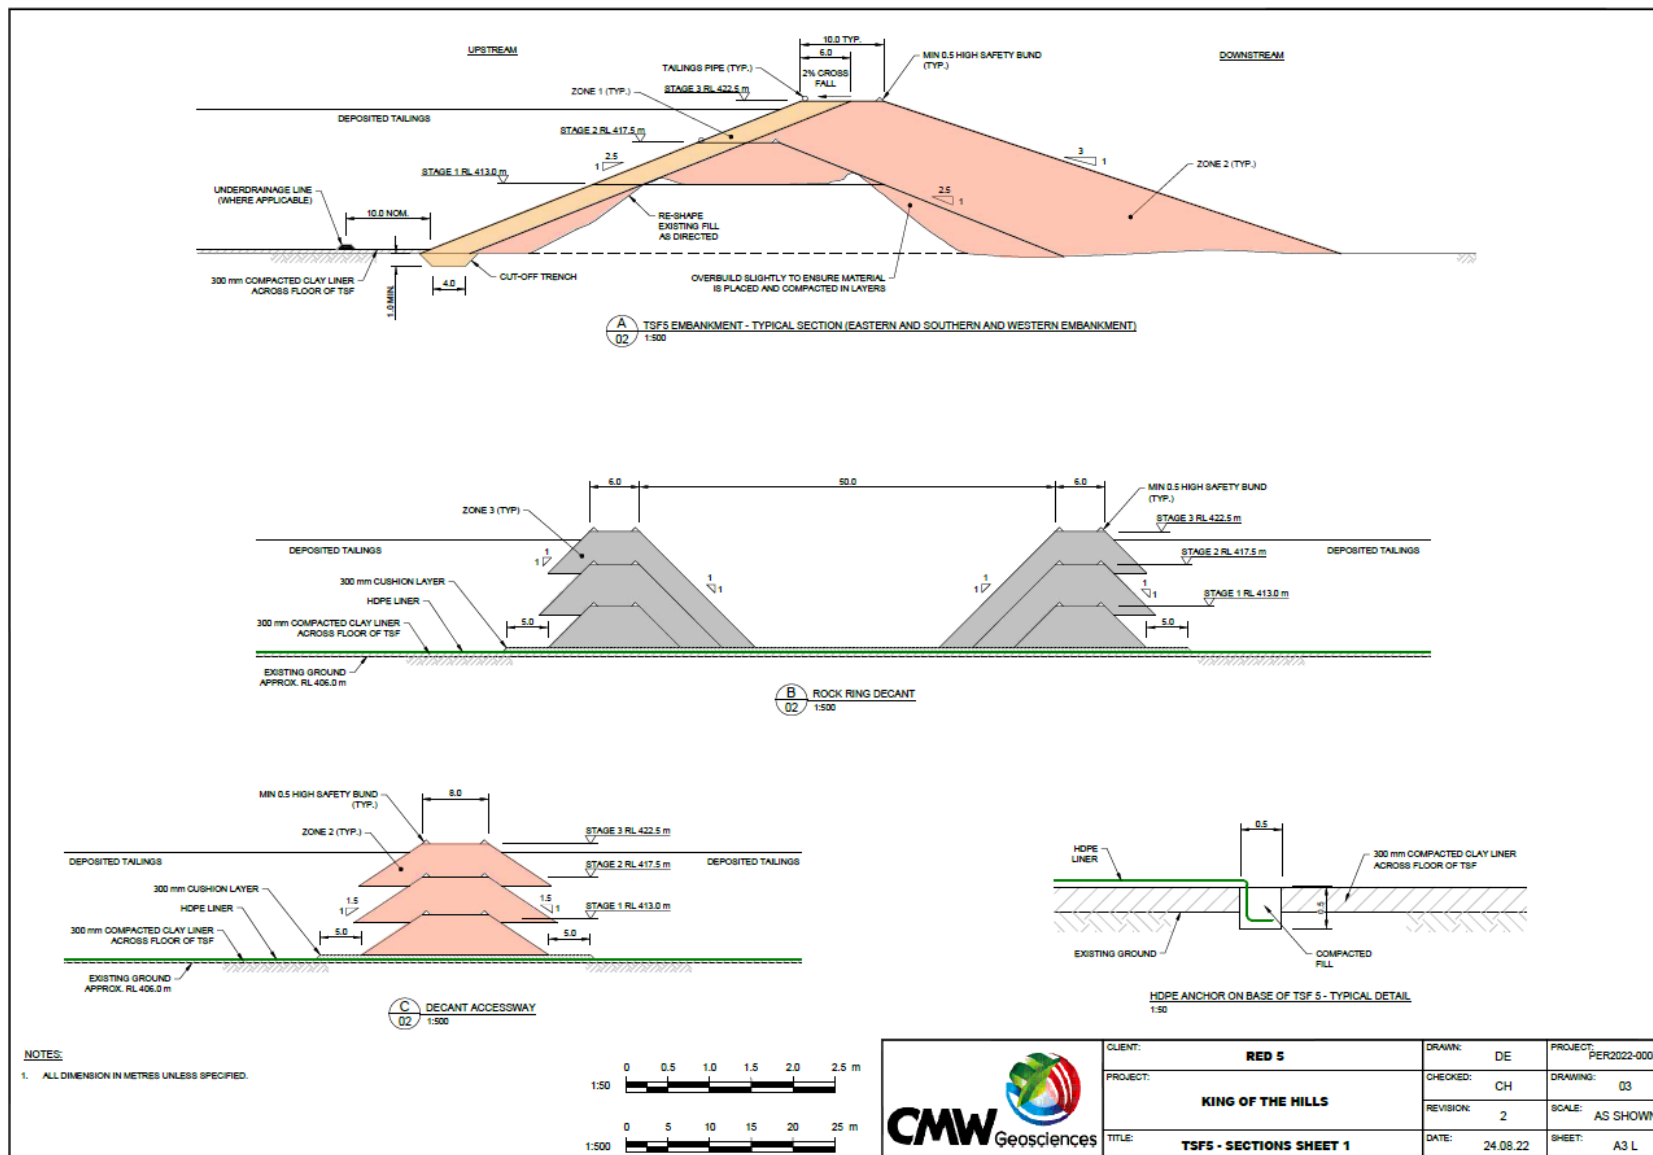 UPSTREAM
DOWNSTREAM
10.0 TYP.
6.0
2% CROSS
FALL
TAILINGS PIPE (TYP.)
MIN 0.5 HIGH SAFETY BUND
(TYP.)
STAGE 3 RL 422.5 m
ZONE 1 (TYP.)
DEPOSITED TAILINGS
STAGE 2 RL 417.5 m
2.5
1
3
1
ZONE 2 (TYP.)
STAGE 1 RL 413.0 m
2.5
1
UNDERDRAINAGE LINE
(WHERE APPLICABLE)
10.0 NOM.
RE-SHAPE
EXISTING FILL
AS DIRECTED
300 mm COMPACTED CLAY LINER
ACROSS FLOOR OF TSF
1.0 MIN.
4.0
CUT-OFF TRENCH
OVERBUILD SLIGHTLY TO ENSURE MATERIAL
IS PLACED AND COMPACTED IN LAYERS
A
02
TSF5 EMBANKMENT - TYPICAL SECTION (EASTERN AND SOUTHERN AND WESTERN EMBANKMENT)
1:500
6.0
50.0
6.0
MIN 0.5 HIGH SAFETY BUND
(TYP.)
ZONE 3 (TYP)
STAGE 3 RL 422.5 m
DEPOSITED TAILINGS
STAGE 2 RL 417.5 m
DEPOSITED TAILINGS
1
1
1
1
1
1
1
1
300 mm CUSHION LAYER
HDPE LINER
STAGE 1 RL 413.0 m
300 mm COMPACTED CLAY LINER
ACROSS FLOOR OF TSF
5.0
5.0
EXISTING GROUND
APPROX. RL 406.0 m
B
02
ROCK RING DECANT
1:500
MIN 0.5 HIGH SAFETY BUND
(TYP.)
8.0
ZONE 2 (TYP.)
STAGE 3 RL 422.5 m
DEPOSITED TAILINGS
STAGE 2 RL 417.5 m
DEPOSITED TAILINGS
300 mm CUSHION LAYER
1.5
1
1.5
1
HDPE LINER
STAGE 1 RL 413.0 m
300 mm COMPACTED CLAY LINER
ACROSS FLOOR OF TSF
5.0
5.0
EXISTING GROUND
APPROX. RL 406.0 m
C
02
DECANT ACCESSWAY
1:500
0.5
HDPE
LINER
300 mm COMPACTED CLAY LINER
ACROSS FLOOR OF TSF
0.5
EXISTING GROUND
COMPACTED
FILL
HDPE ANCHOR ON BASE OF TSF 5 - TYPICAL DETAIL
1:50
NOTES:
1. ALL DIMENSION IN METRES UNLESS SPECIFIED.
1:50
0 0.5 1.0 1.5 2.0 2.5 m
1:500
0 5 10 15 20 25 m
CMW Geosciences
CLIENT:
RED 5
PROJECT:
KING OF THE HILLS
TITLE:
TSF5 - SECTIONS SHEET 1
DRAWN:
DE
PROJECT:
PER2022-000
CHECKED:
CH
DRAWING:
03
REVISION:
2
SCALE:
AS SHOWN
DATE:
24.08.22
SHEET:
A3 L